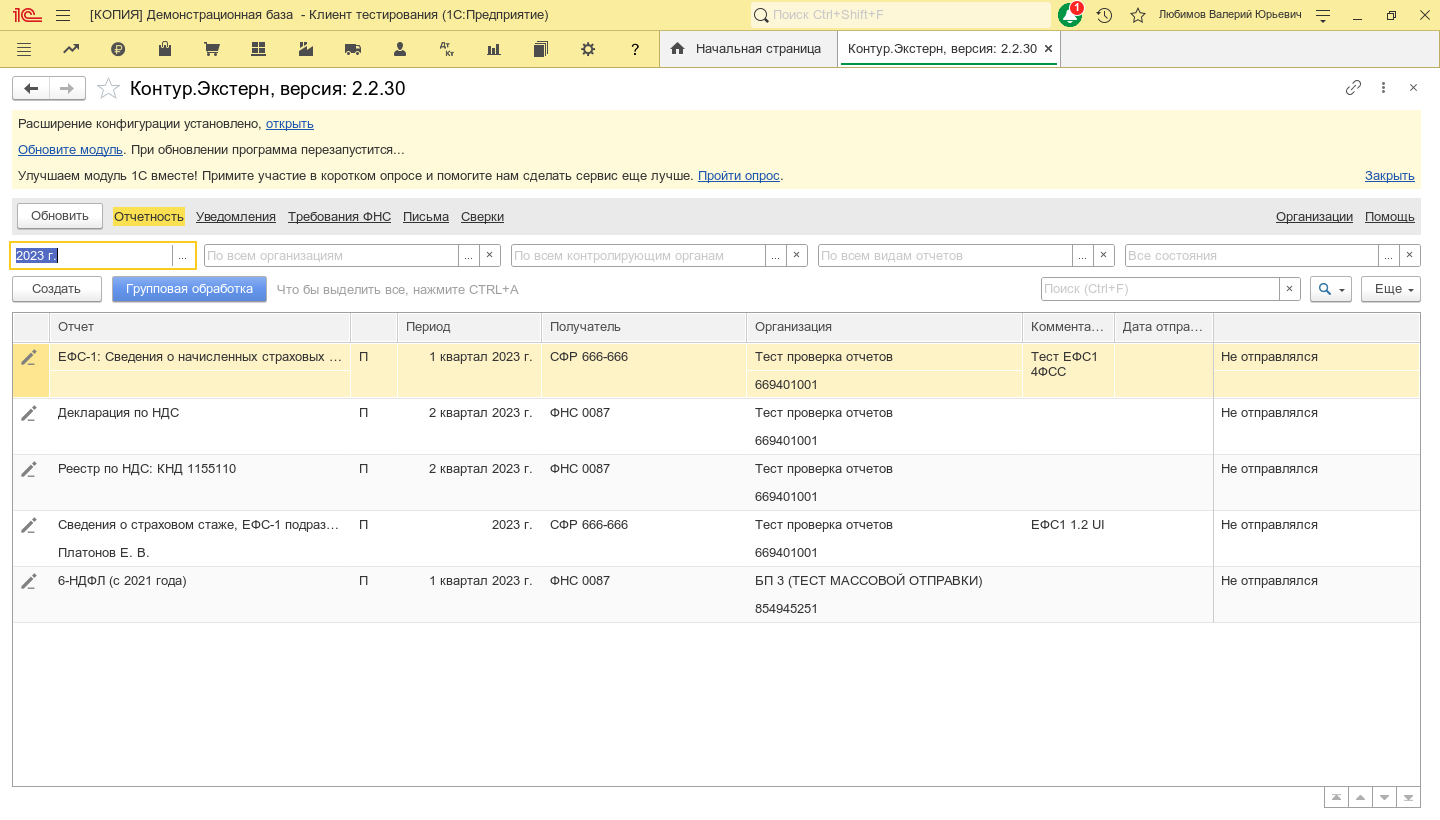 [КОПИЯ] Демонстрационная база - Клиент тестирования (1С:Предприятие)
Поиск Ctrl+Shift+F
1
Любимов Валерий Юрьевич
Дт Кт
?
Начальная страница
Контур.Экстерн, версия: 2.2.30 ×
Контур.Экстерн, версия: 2.2.30
Расширение конфигурации установлено, открыть
Обновите модуль. При обновлении программа перезапустится...
Улучшаем модуль 1С вместе! Примите участие в коротком опросе и помогите нам сделать сервис еще лучше. Пройти опрос. Закрыть
Обновить Отчетность Уведомления Требования ФНС Письма Сверки Организации Помощь
2023 г. ... По всем организациям ... × По всем контролирующим органам ... × По всем видам отчетов ... × Все состояния ... ×
Создать Групповая обработка Что бы выделить все, нажмите CTRL+A Поиск (Ctrl+F) × Еще
Отчет Период Получатель Организация Коммента... Дата отпра...
ЕФС-1: Сведения о начисленных страховых ... П 1 квартал 2023 г. СФР 666-666 Тест проверка отчетов Тест ЕФС1 Не отправлялся
4ФСС
669401001
Декларация по НДС П 2 квартал 2023 г. ФНС 0087 Тест проверка отчетов Не отправлялся
669401001
Реестр по НДС: КНД 1155110 П 2 квартал 2023 г. ФНС 0087 Тест проверка отчетов Не отправлялся
669401001
Сведения о страховом стаже, ЕФС-1 подраз... П 2023 г. СФР 666-666 Тест проверка отчетов ЕФС1 1.2 UI Не отправлялся
Платонов Е. В. 669401001
6-НДФЛ (с 2021 года) П 1 квартал 2023 г. ФНС 0087 БП 3 (ТЕСТ МАССОВОЙ ОТПРАВКИ) Не отправлялся
854945251